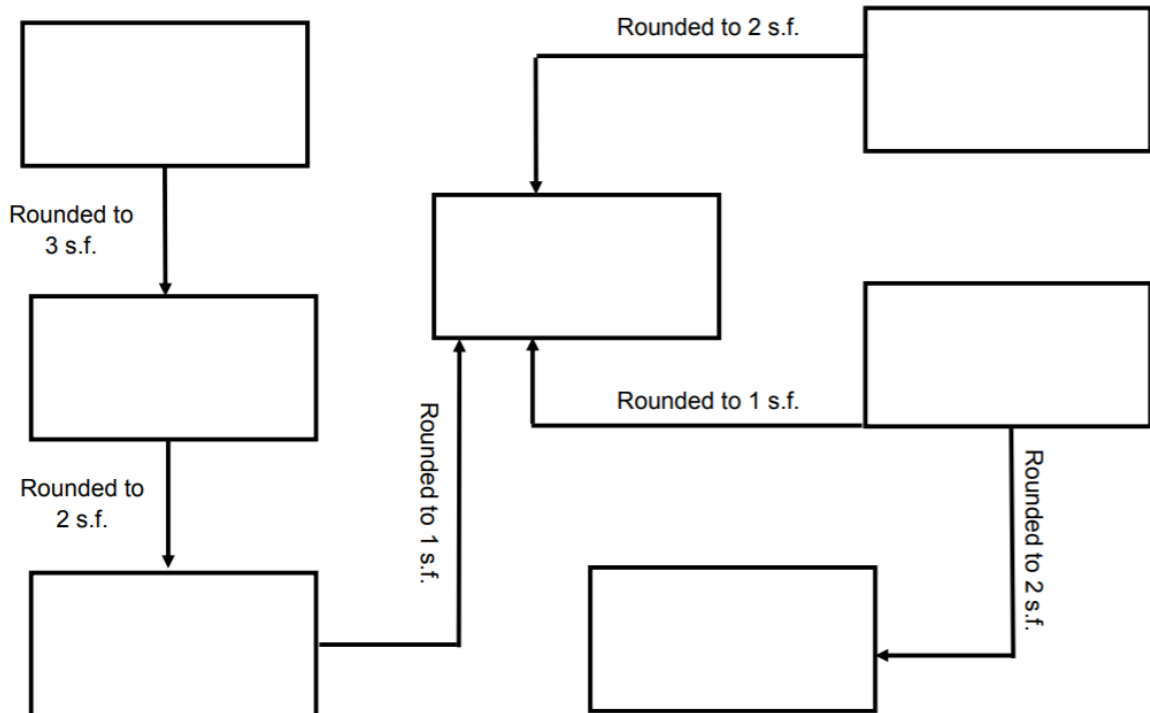 Rounded to 2 s.f.
Rounded to
3 s.f.
Rounded to 1 s.f.
Rounded to 1 s.f.
Rounded to
2 s.f.
Rounded to 2 s.f.